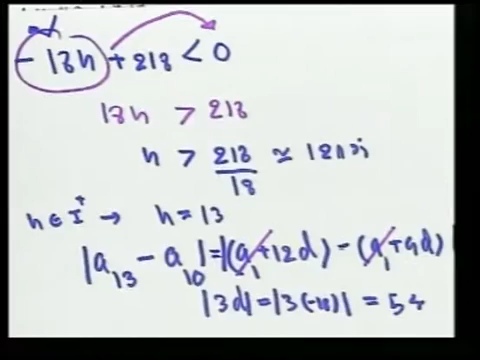 - 18n + 218 < 0
18n > 218
n > 218/18 ≃ 12.1
n ∈ I⁺ → n = 13
|a₁₃ - a₁₀| = |(a₁ + 12d) - (a₁ + 9d)|
|3d| = |3(-18)| = 54